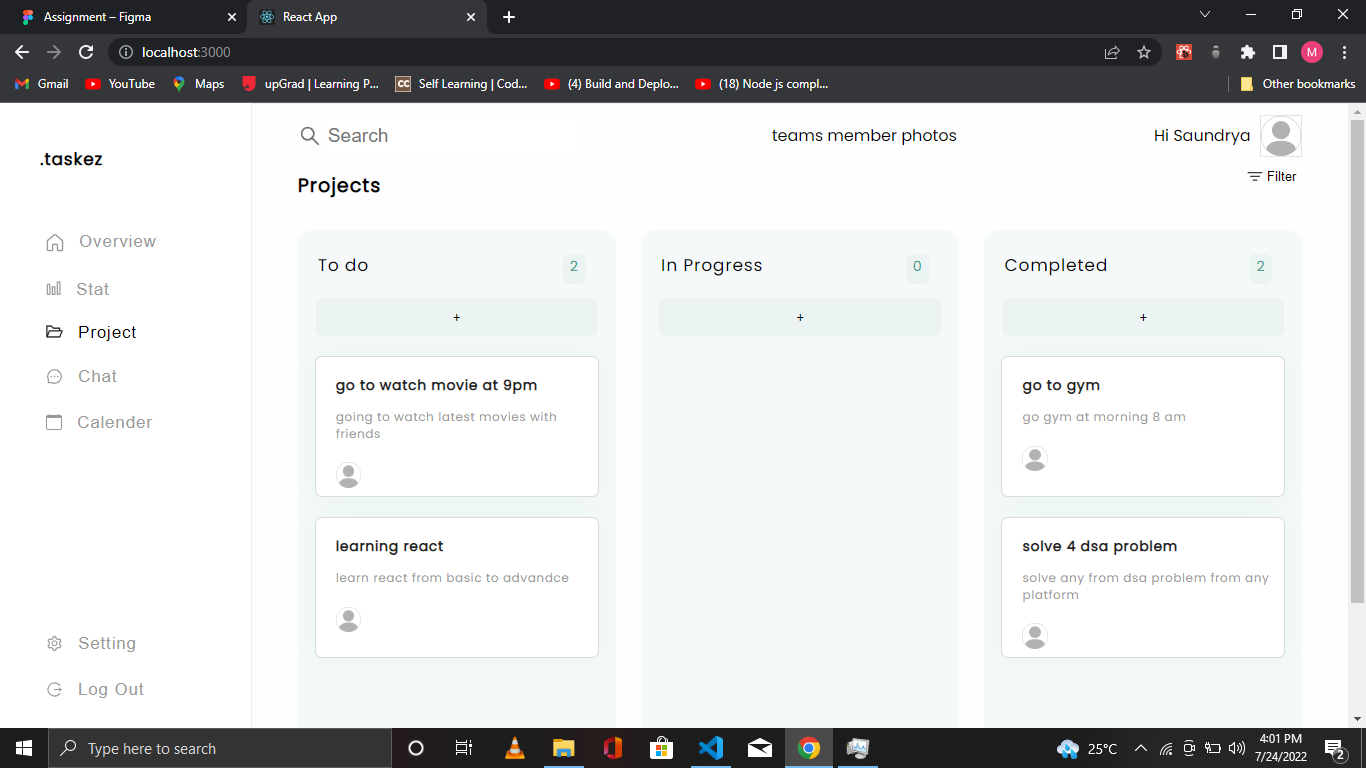 Assignment – Figma
React App
localhost:3000
Gmail
YouTube
Maps
upGrad | Learning P...
CC
Self Learning | Cod...
(4) Build and Deplo...
(18) Node js compl...
Other bookmarks
M
.taskez
Search
teams member photos
Hi Saundrya
Projects
Filter
Overview
Stat
Project
Chat
Calender
Setting
Log Out
To do
2
+
go to watch movie at 9pm
going to watch latest movies with
friends
learning react
learn react from basic to advandce
In Progress
0
+
Completed
2
+
go to gym
go gym at morning 8 am
solve 4 dsa problem
solve any from dsa problem from any
platform
Type here to search
25°C
4:01 PM
7/24/2022
2